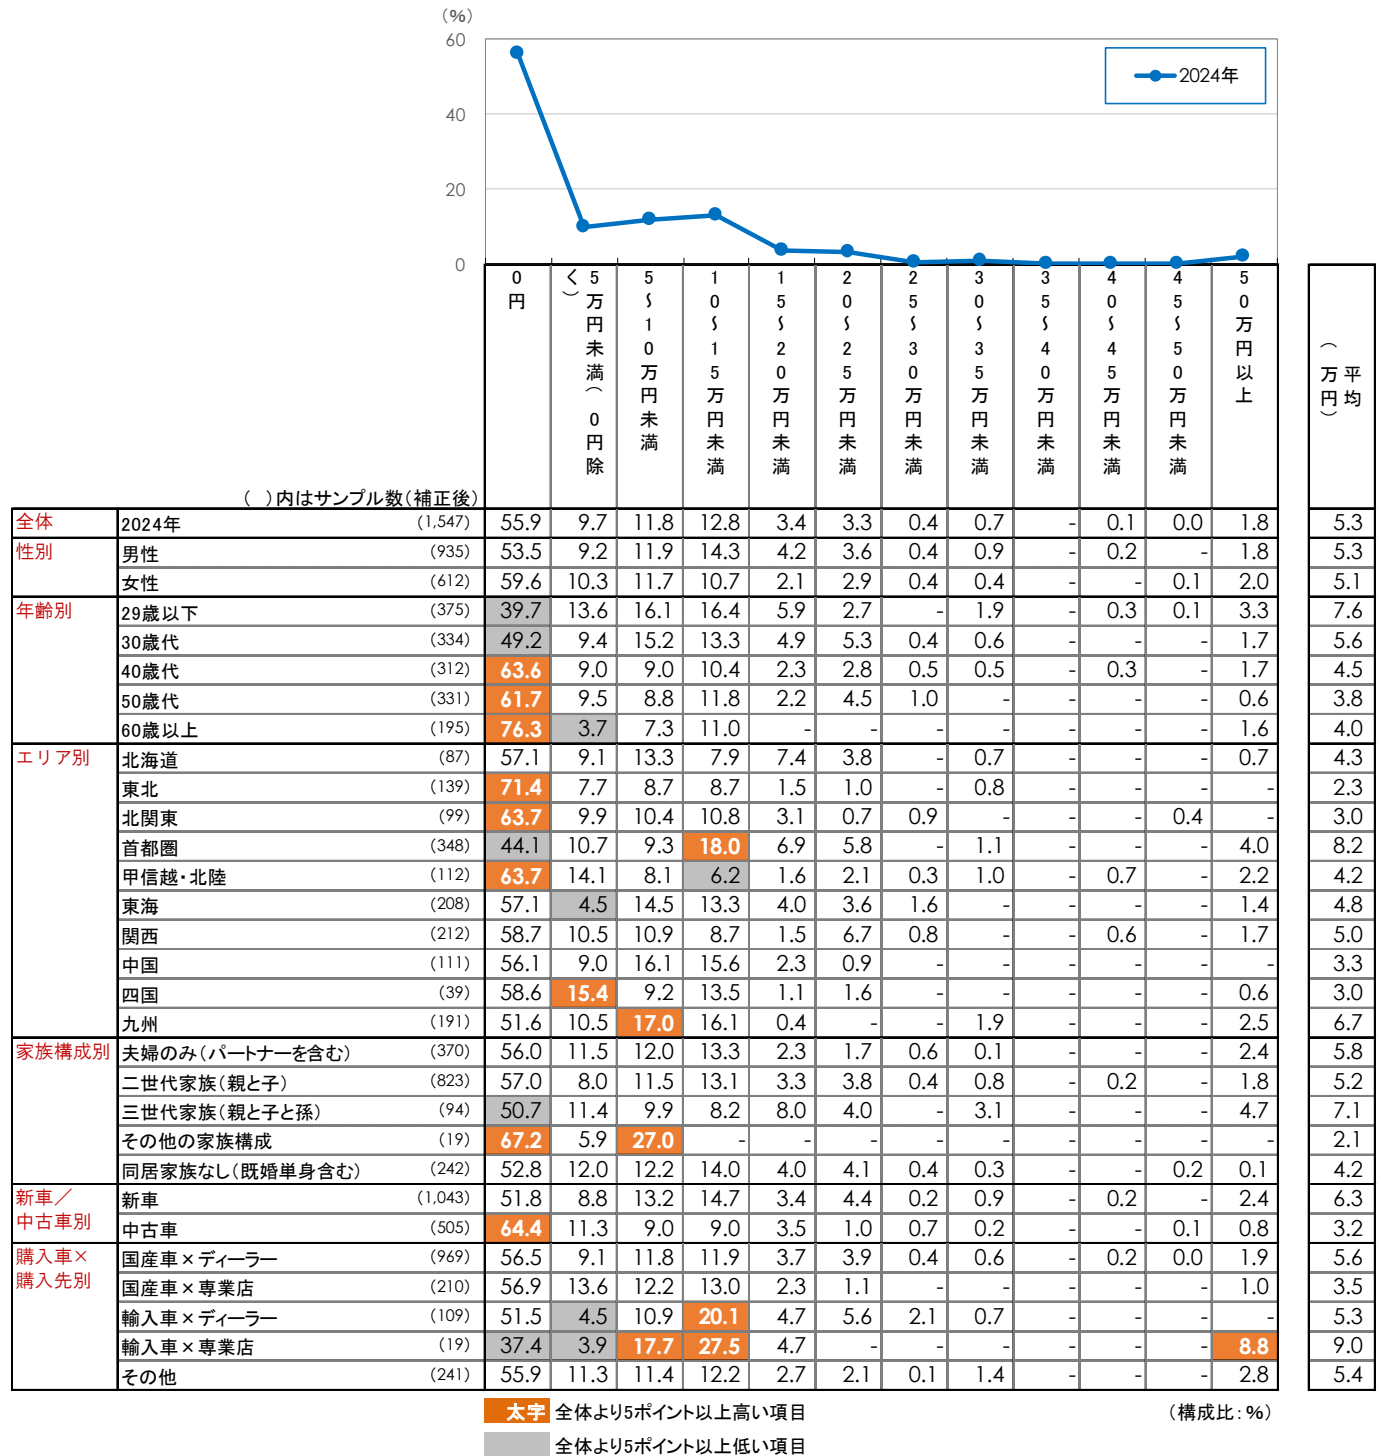 （%）
60
40
20
0
2024年
0円
5万円未満（0円除く）
5～10万円未満
10～15万円未満
15～20万円未満
20～25万円未満
25～30万円未満
30～35万円未満
35～40万円未満
40～45万円未満
45～50万円未満
50万円以上
平均（万円）
（　）内はサンプル数（補正後）
全体 2024年 (1,547) 55.9 9.7 11.8 12.8 3.4 3.3 0.4 0.7 - 0.1 0.0 1.8 5.3
性別 男性 (935) 53.5 9.2 11.9 14.3 4.2 3.6 0.4 0.9 - 0.2 - 1.8 5.3
女性 (612) 59.6 10.3 11.7 10.7 2.1 2.9 0.4 0.4 - - 0.1 2.0 5.1
年齢別 29歳以下 (375) 39.7 13.6 16.1 16.4 5.9 2.7 - 1.9 - 0.3 0.1 3.3 7.6
30歳代 (334) 49.2 9.4 15.2 13.3 4.9 5.3 0.4 0.6 - - - 1.7 5.6
40歳代 (312) 63.6 9.0 9.0 10.4 2.3 2.8 0.5 0.5 - 0.3 - 1.7 4.5
50歳代 (331) 61.7 9.5 8.8 11.8 2.2 4.5 1.0 - - - - 0.6 3.8
60歳以上 (195) 76.3 3.7 7.3 11.0 - - - - - - - 1.6 4.0
エリア別 北海道 (87) 57.1 9.1 13.3 7.9 7.4 3.8 - 0.7 - - - 0.7 4.3
東北 (139) 71.4 7.7 8.7 8.7 1.5 1.0 - 0.8 - - - - 2.3
北関東 (99) 63.7 9.9 10.4 10.8 3.1 0.7 0.9 - - - 0.4 - 3.0
首都圏 (348) 44.1 10.7 9.3 18.0 6.9 5.8 - 1.1 - - - 4.0 8.2
甲信越・北陸 (112) 63.7 14.1 8.1 6.2 1.6 2.1 0.3 1.0 - 0.7 - 2.2 4.2
東海 (208) 57.1 4.5 14.5 13.3 4.0 3.6 1.6 - - - - 1.4 4.8
関西 (212) 58.7 10.5 10.9 8.7 1.5 6.7 0.8 - - 0.6 - 1.7 5.0
中国 (111) 56.1 9.0 16.1 15.6 2.3 0.9 - - - - - - 3.3
四国 (39) 58.6 15.4 9.2 13.5 1.1 1.6 - - - - - 0.6 3.0
九州 (191) 51.6 10.5 17.0 16.1 0.4 - - 1.9 - - - 2.5 6.7
家族構成別 夫婦のみ（パートナーを含む） (370) 56.0 11.5 12.0 13.3 2.3 1.7 0.6 0.1 - - - 2.4 5.8
二世代家族（親と子） (823) 57.0 8.0 11.5 13.1 3.3 3.8 0.4 0.8 - 0.2 - 1.8 5.2
三世代家族（親と子と孫） (94) 50.7 11.4 9.9 8.2 8.0 4.0 - 3.1 - - - 4.7 7.1
その他の家族構成 (19) 67.2 5.9 27.0 - - - - - - - - - 2.1
同居家族なし（既婚単身含む） (242) 52.8 12.0 12.2 14.0 4.0 4.1 0.4 0.3 - - 0.2 0.1 4.2
新車／中古車別 新車 (1,043) 51.8 8.8 13.2 14.7 3.4 4.4 0.2 0.9 - 0.2 - 2.4 6.3
中古車 (505) 64.4 11.3 9.0 9.0 3.5 1.0 0.7 0.2 - - 0.1 0.8 3.2
購入車×購入先別 国産車×ディーラー (969) 56.5 9.1 11.8 11.9 3.7 3.9 0.4 0.6 - 0.2 0.0 1.9 5.6
国産車×専業店 (210) 56.9 13.6 12.2 13.0 2.3 1.1 - - - - - 1.0 3.5
輸入車×ディーラー (109) 51.5 4.5 10.9 20.1 4.7 5.6 2.1 0.7 - - - - 5.3
輸入車×専業店 (19) 37.4 3.9 17.7 27.5 4.7 - - - - - - 8.8 9.0
その他 (241) 55.9 11.3 11.4 12.2 2.7 2.1 0.1 1.4 - - - 2.8 5.4
太字 全体より5ポイント以上高い項目
（構成比：%）
全体より5ポイント以上低い項目